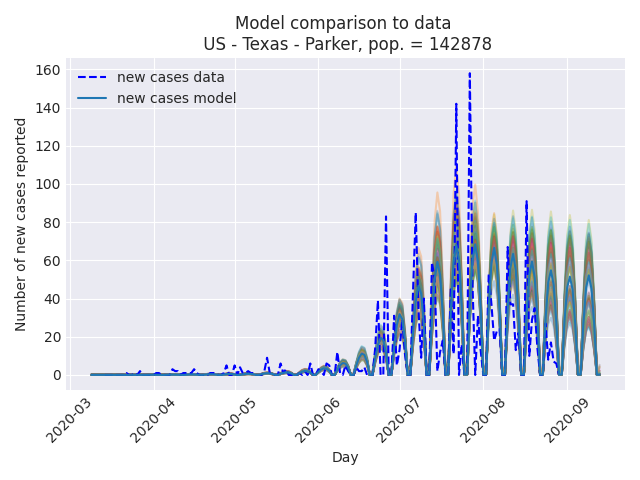 Model comparison to data
US - Texas - Parker, pop. = 142878
new cases data
new cases model
Number of new cases reported
160
140
120
100
80
60
40
20
0
2020-03
2020-04
2020-05
2020-06
2020-07
2020-08
2020-09
Day